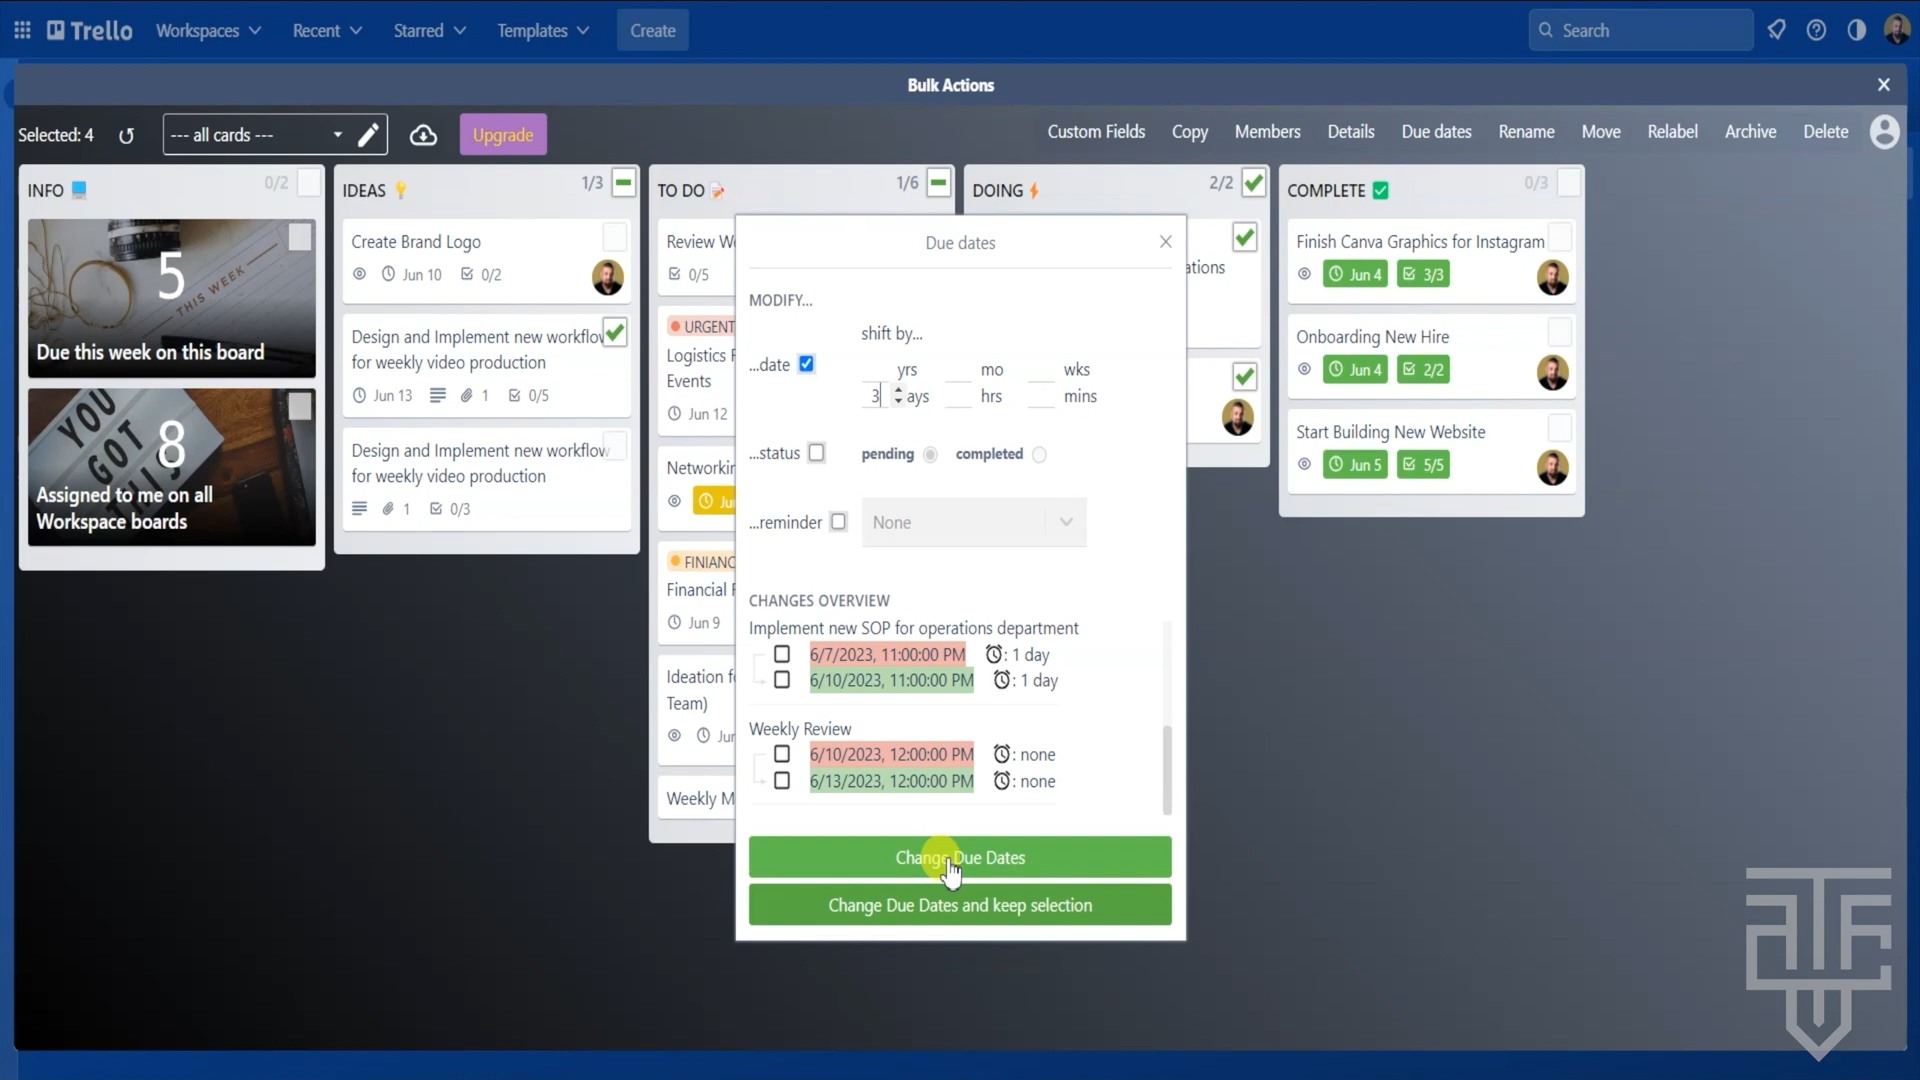 Trello
Workspaces
Recent
Starred
Templates
Create
Search
Bulk Actions
Selected: 4
--- all cards ---
Upgrade
Custom Fields
Copy
Members
Details
Due dates
Rename
Move
Relabel
Archive
Delete
INFO
0/2
THIS WEEK
5
Due this week on this board
YOU
GOT
THIS
8
Assigned to me on all
Workspace boards
IDEAS
1/3
Create Brand Logo
Jun 10
0/2
Design and Implement new workflow
for weekly video production
Jun 13
1
0/5
Design and Implement new workflow
for weekly video production
1
0/3
TO DO
1/6
Review W
0/5
URGENT
Logistics
Events
Jun 12
Networkin
Ju
FINIANC
Financial
Jun 9
Ideation f
Team)
Jun
Weekly M
DOING
2/2
ations
COMPLETE
0/3
Finish Canva Graphics for Instagram
Jun 4
3/3
Onboarding New Hire
Jun 4
2/2
Start Building New Website
Jun 5
5/5
Due dates
MODIFY...
shift by...
...date
yrs
mo
wks
3
ays
hrs
mins
...status
pending
completed
...reminder
None
CHANGES OVERVIEW
Implement new SOP for operations department
6/7/2023, 11:00:00 PM : 1 day
6/10/2023, 11:00:00 PM : 1 day
Weekly Review
6/10/2023, 12:00:00 PM : none
6/13/2023, 12:00:00 PM : none
Change Due Dates
Change Due Dates and keep selection